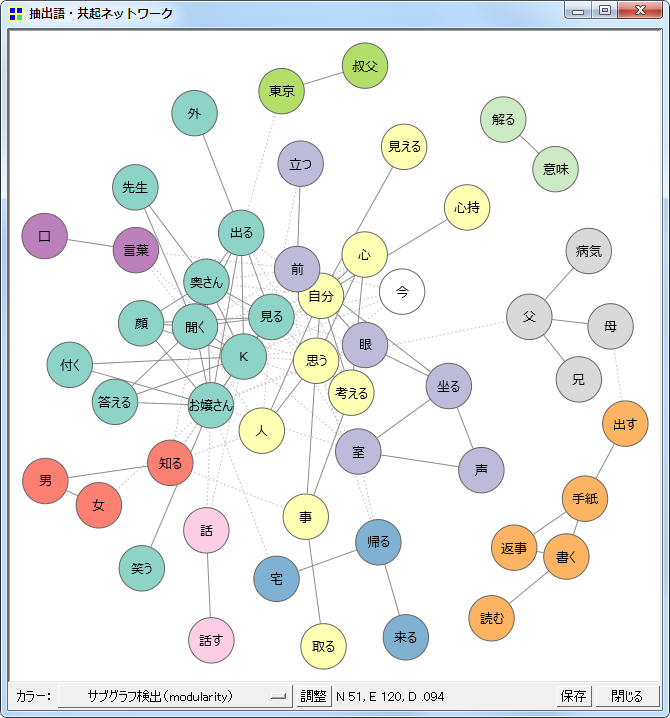 抽出語・共起ネットワーク
叔父
東京
外
解る
見える
立つ
意味
先生
心持
出る
口
言葉
病気
心
前
奥さん
今
自分
父
見る
顔
聞く
母
眼
K
思う
付く
兄
坐る
考える
答える
お嬢さん
出す
人
室
知る
声
男
手紙
女
事
話
帰る
返事
書く
笑う
宅
読む
来る
話す
取る
カラー： サブグラフ検出(modularity) 調整 N 51, E 120, D .094 保存 閉じる